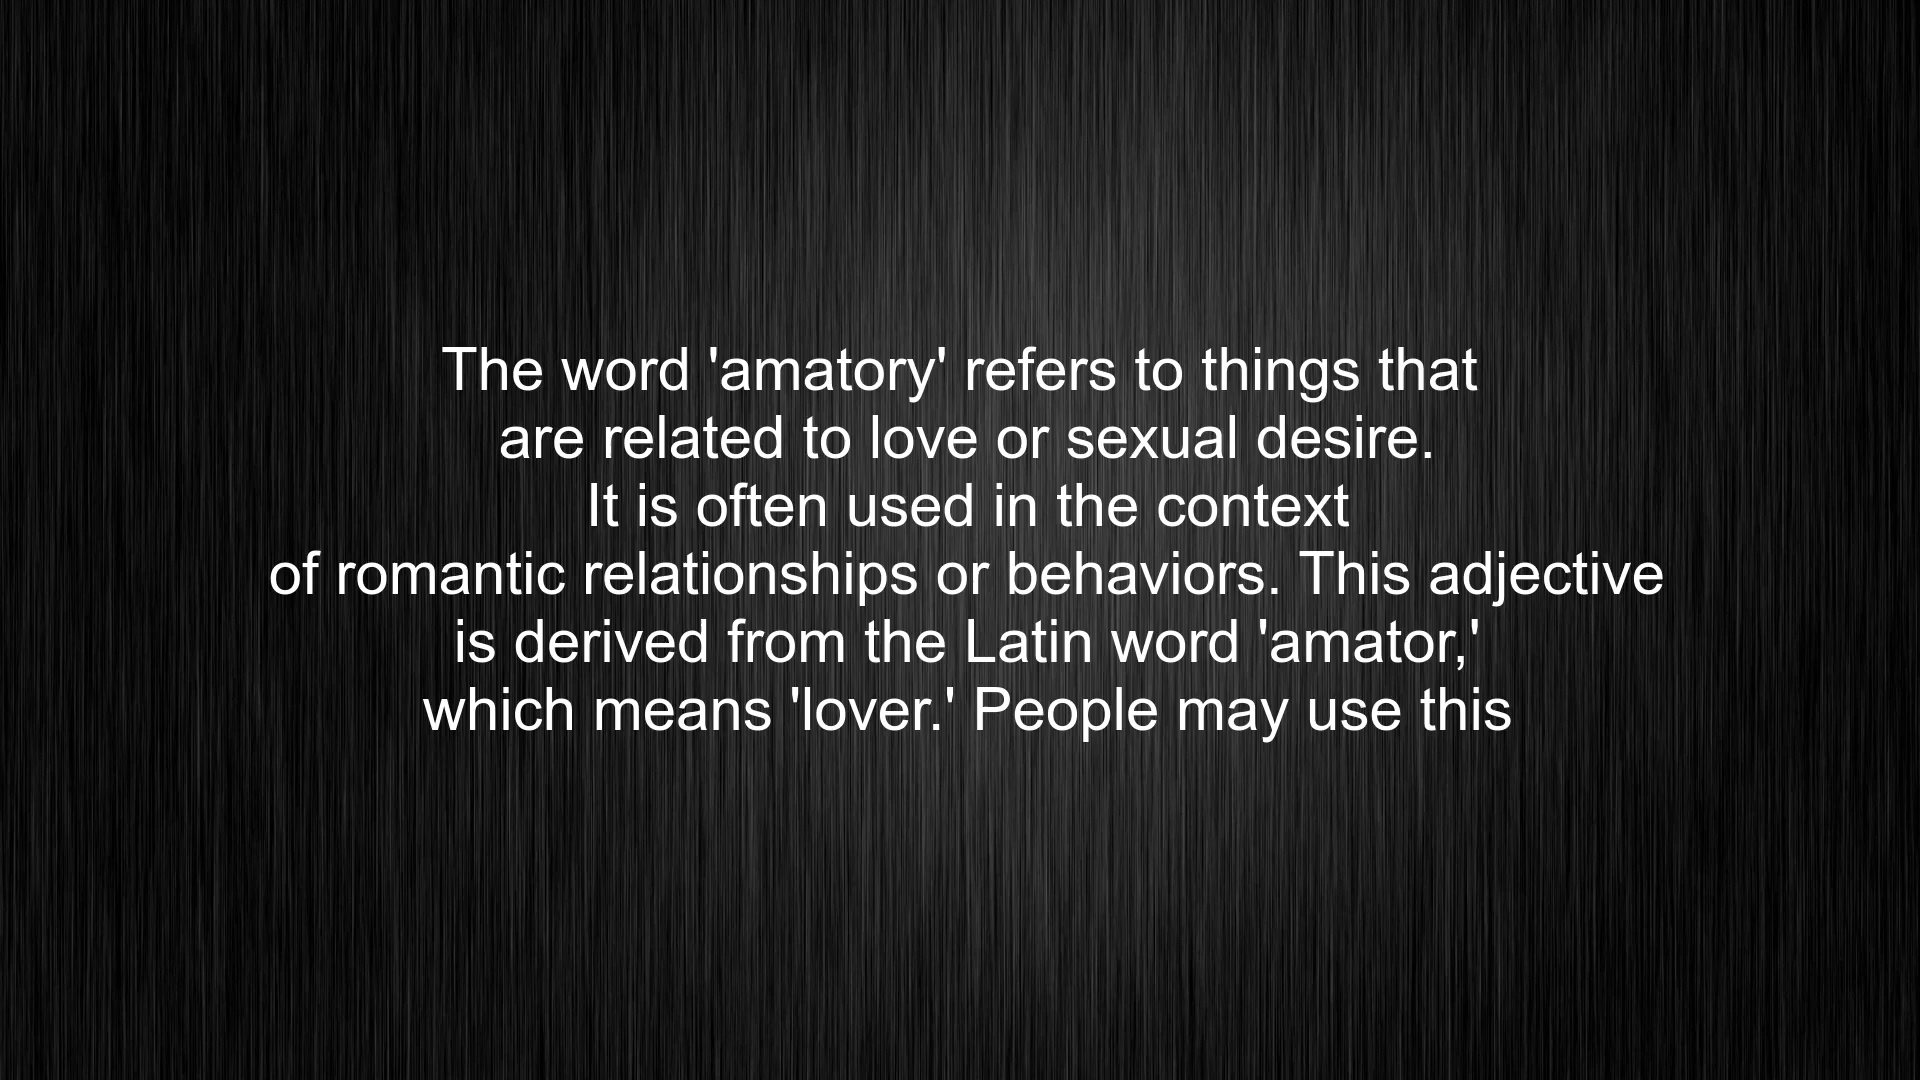 The word 'amatory' refers to things that
are related to love or sexual desire.
It is often used in the context
of romantic relationships or behaviors. This adjective
is derived from the Latin word 'amator,'
which means 'lover.' People may use this